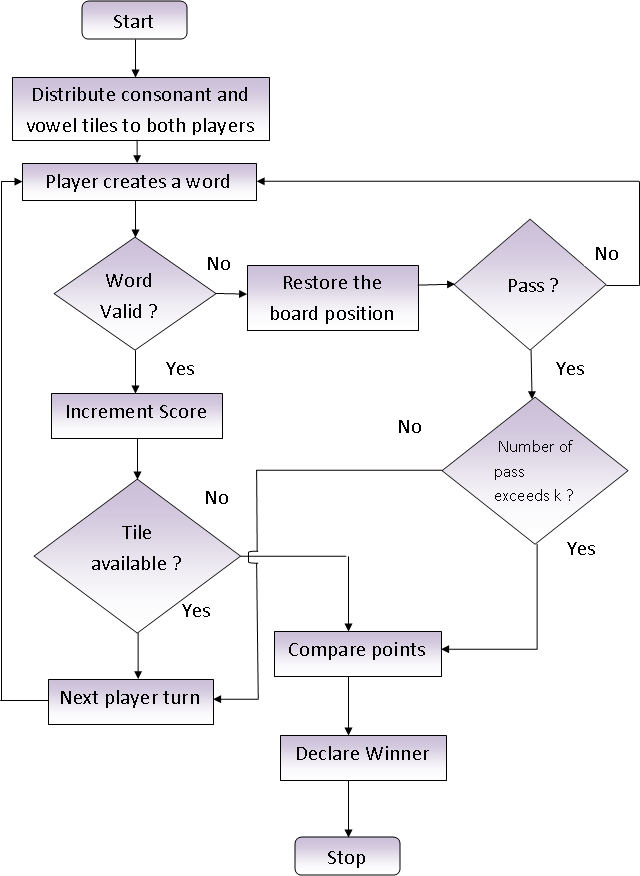 Start
Distribute consonant and
vowel tiles to both players
Player creates a word
Word
Valid ?
No
Restore the
board position
Pass ?
No
Yes
Yes
Increment Score
No
Number of
pass
exceeds k ?
Yes
No
Tile
available ?
Yes
Compare points
Next player turn
Declare Winner
Stop